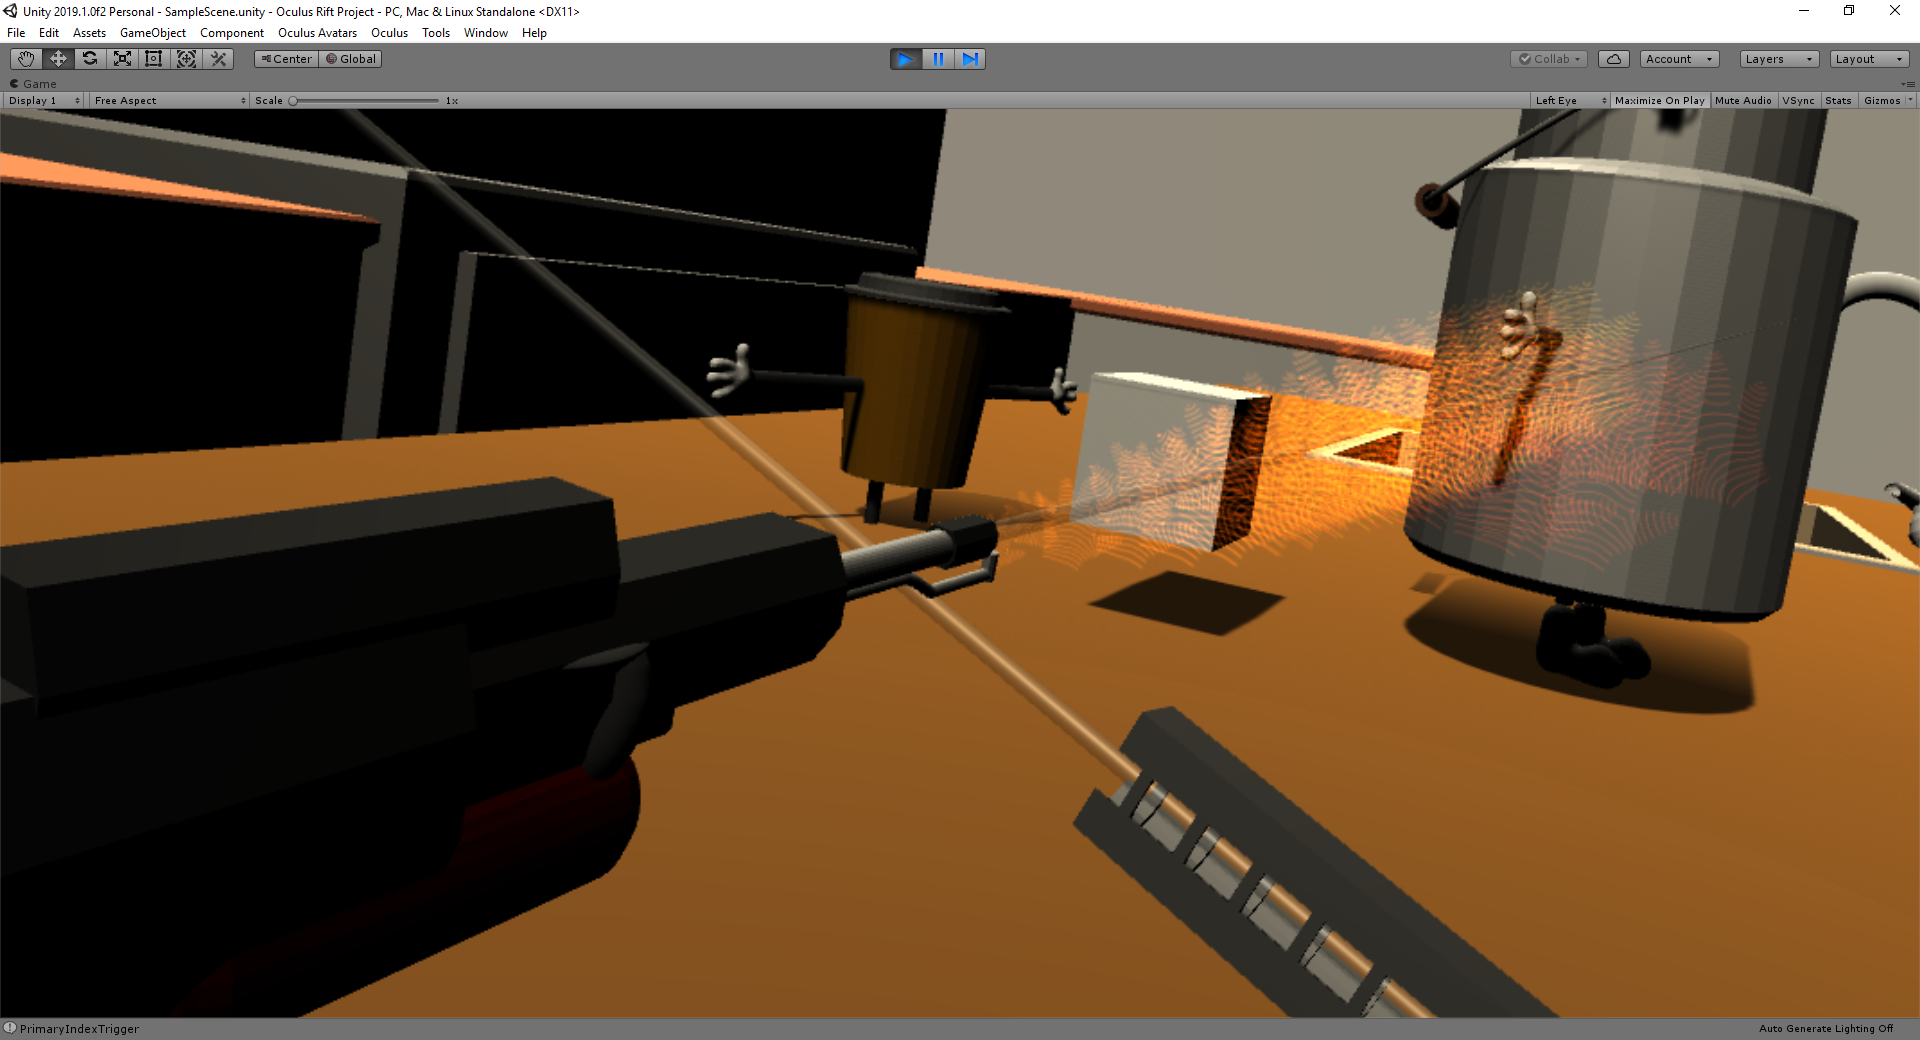 Unity 2019.1.0f2 Personal - SampleScene.unity - Oculus Rift Project - PC, Mac & Linux Standalone <DX11>
File Edit Assets GameObject Component Oculus Avatars Oculus Tools Window Help
Center Global Collab Account Layers Layout
Game
Display 1 Free Aspect Scale 1x Left Eye Maximize On Play Mute Audio VSync Stats Gizmos
PrimaryIndexTrigger Auto Generate Lighting Off